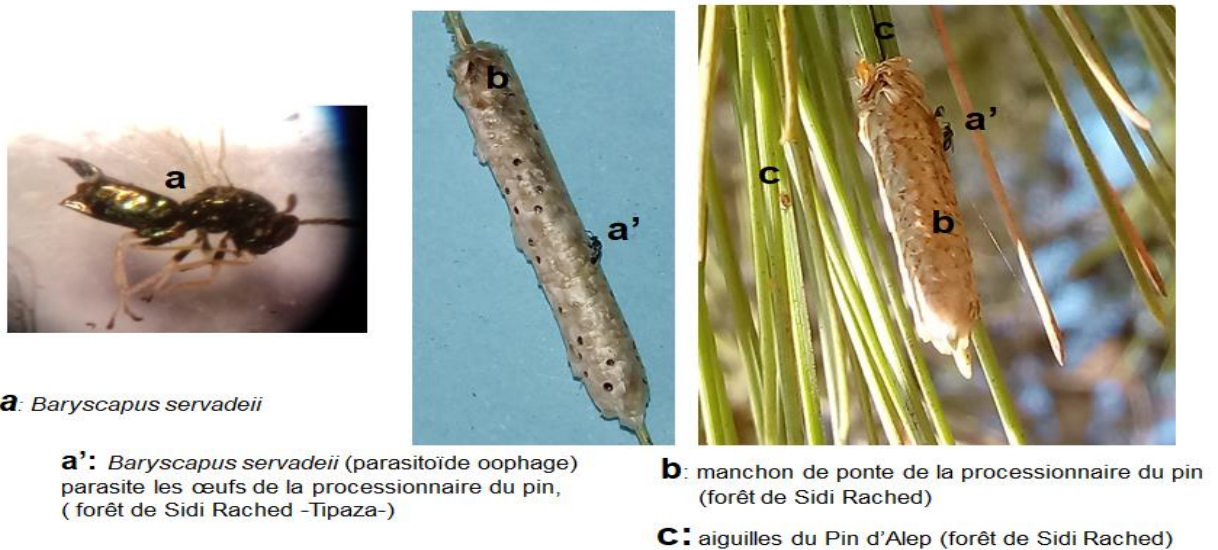 a
b
a’
c
c
a’
b
a: Baryscapus servadeii
a’: Baryscapus servadeii (parasitoïde oophage)
parasite les œufs de la processionnaire du pin,
( forêt de Sidi Rached -Tipaza-)
b: manchon de ponte de la processionnaire du pin
(forêt de Sidi Rached)
c: aiguilles du Pin d’Alep (forêt de Sidi Rached)